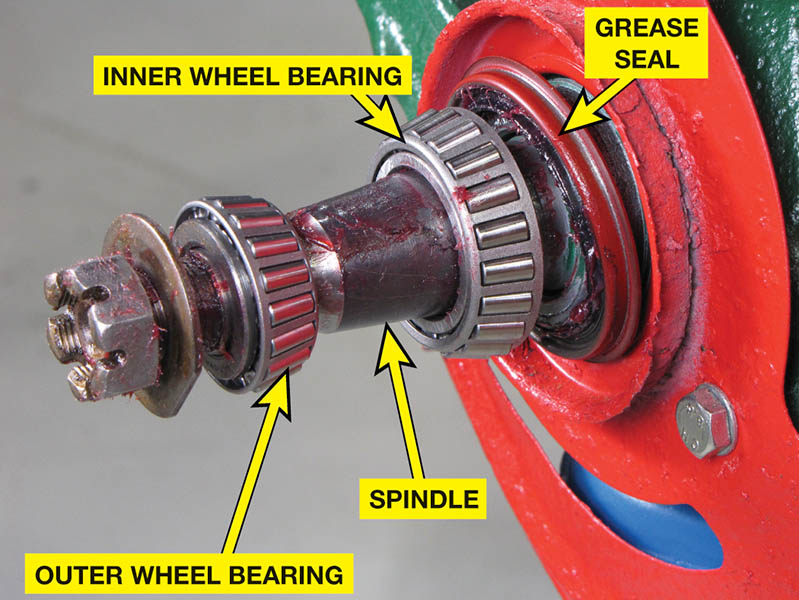 GREASE
SEAL
INNER WHEEL BEARING
SPINDLE
OUTER WHEEL BEARING